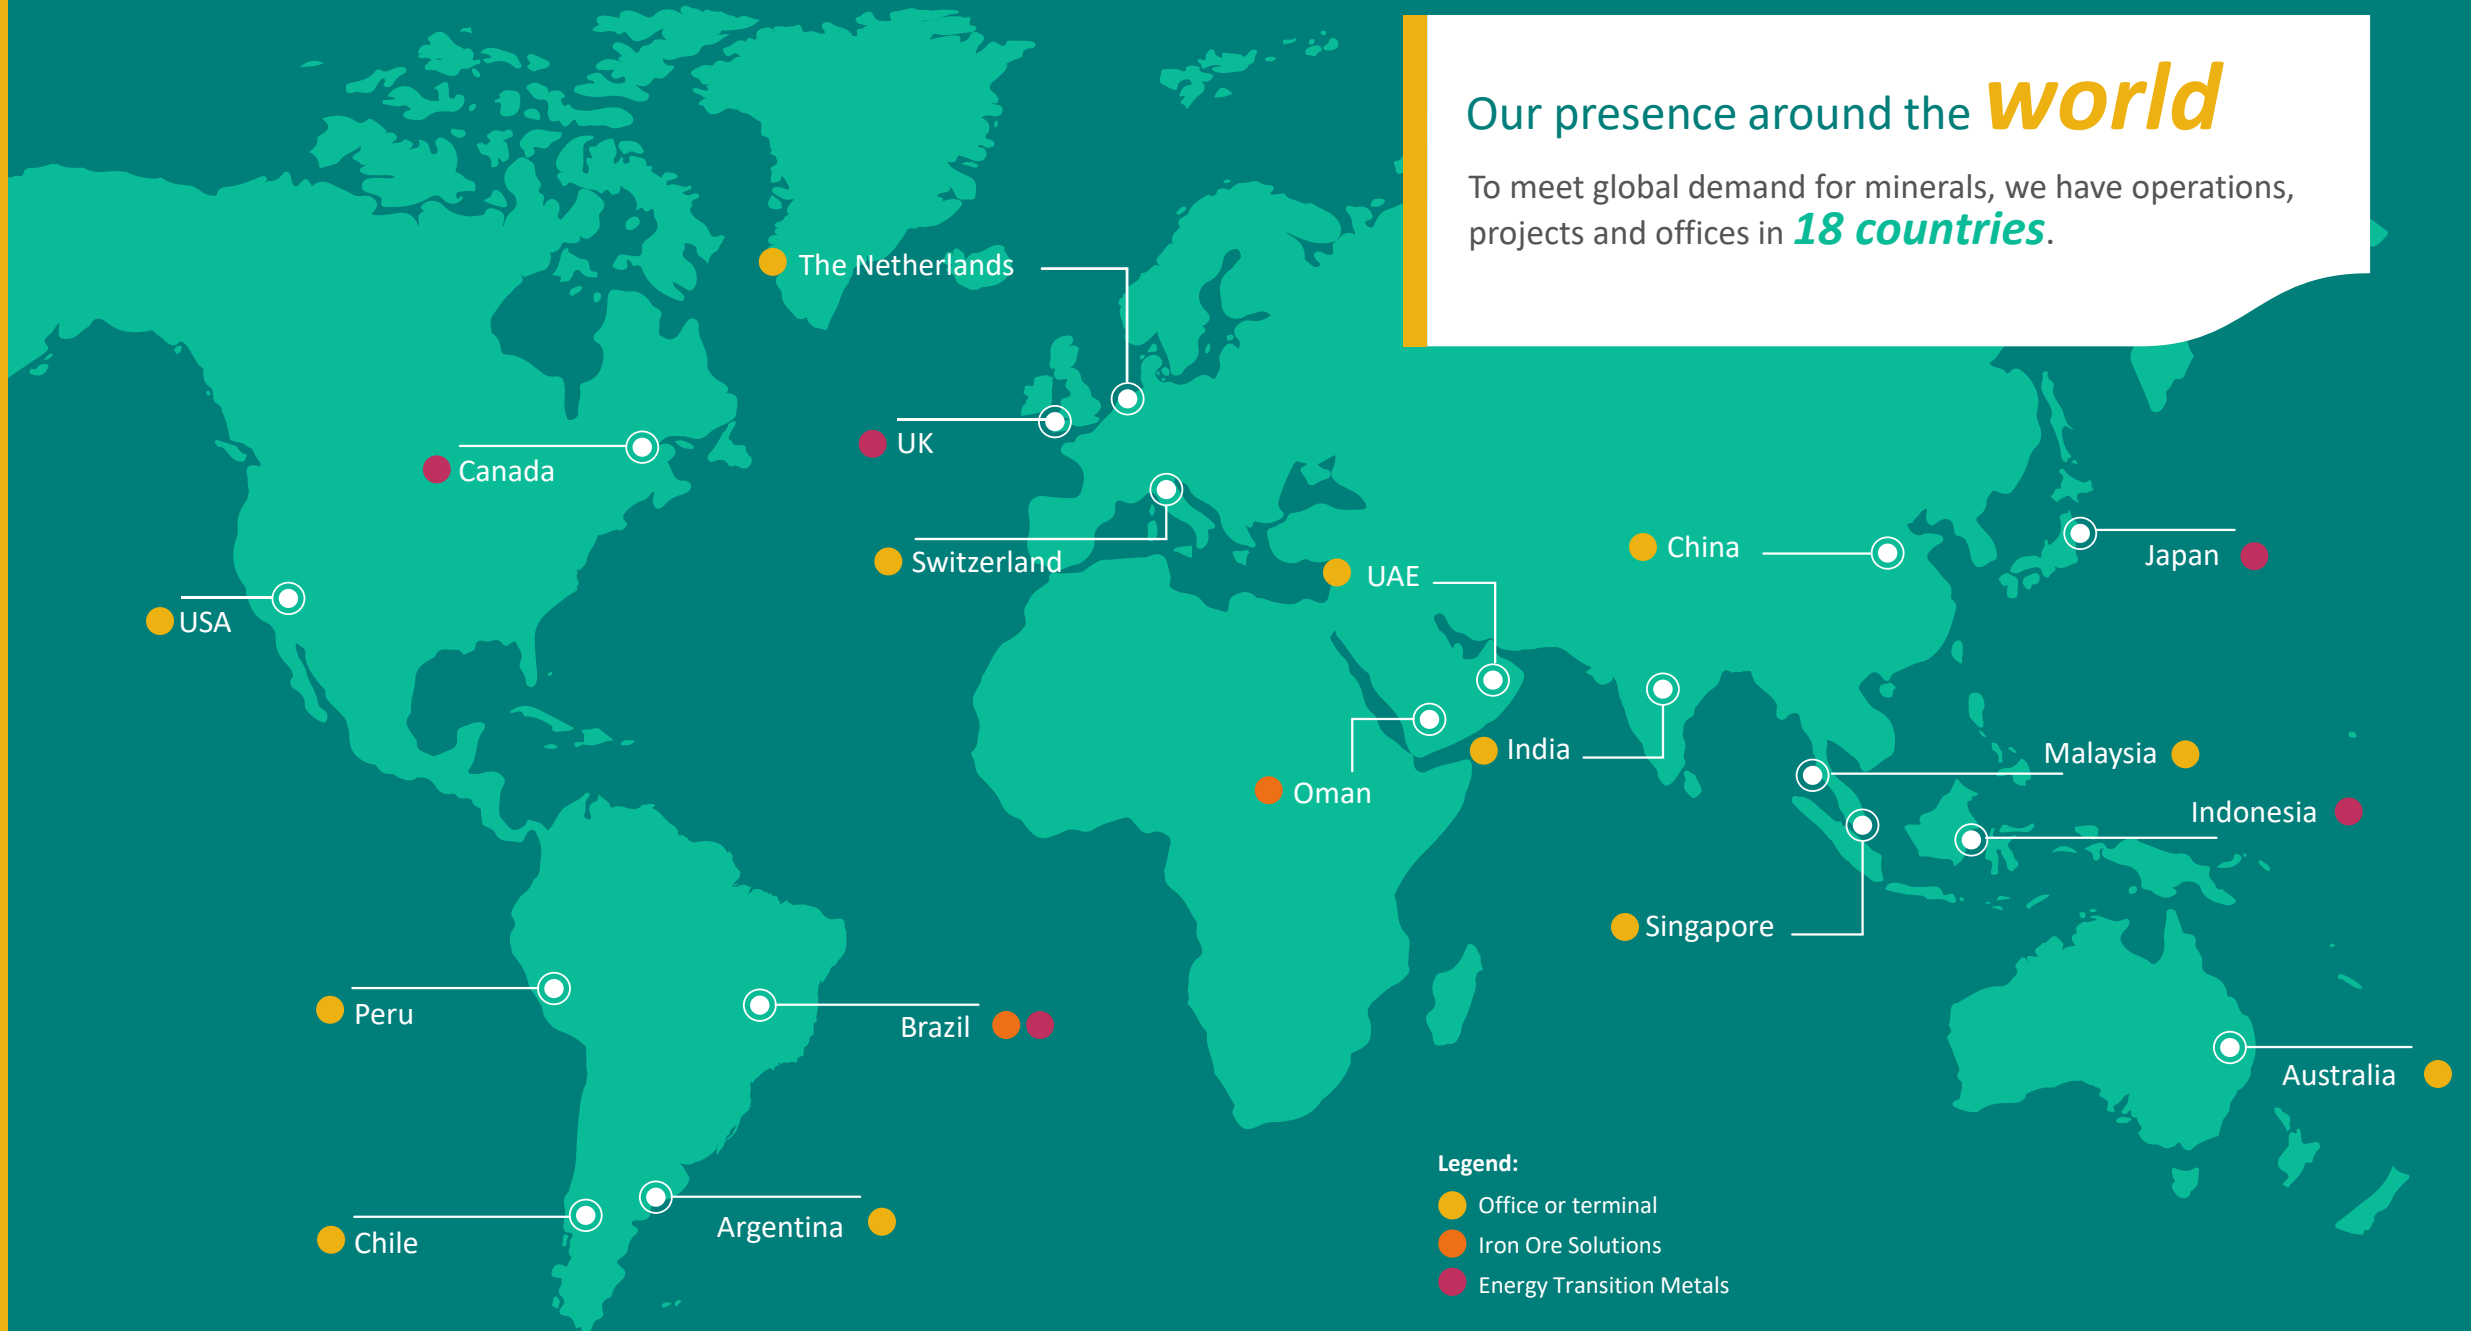 Our presence around the world
To meet global demand for minerals, we have operations,
projects and offices in 18 countries.
The Netherlands
UK
Canada
Switzerland
China
Japan
UAE
USA
India
Malaysia
Oman
Indonesia
Singapore
Peru
Brazil
Australia
Argentina
Chile
Legend:
Office or terminal
Iron Ore Solutions
Energy Transition Metals